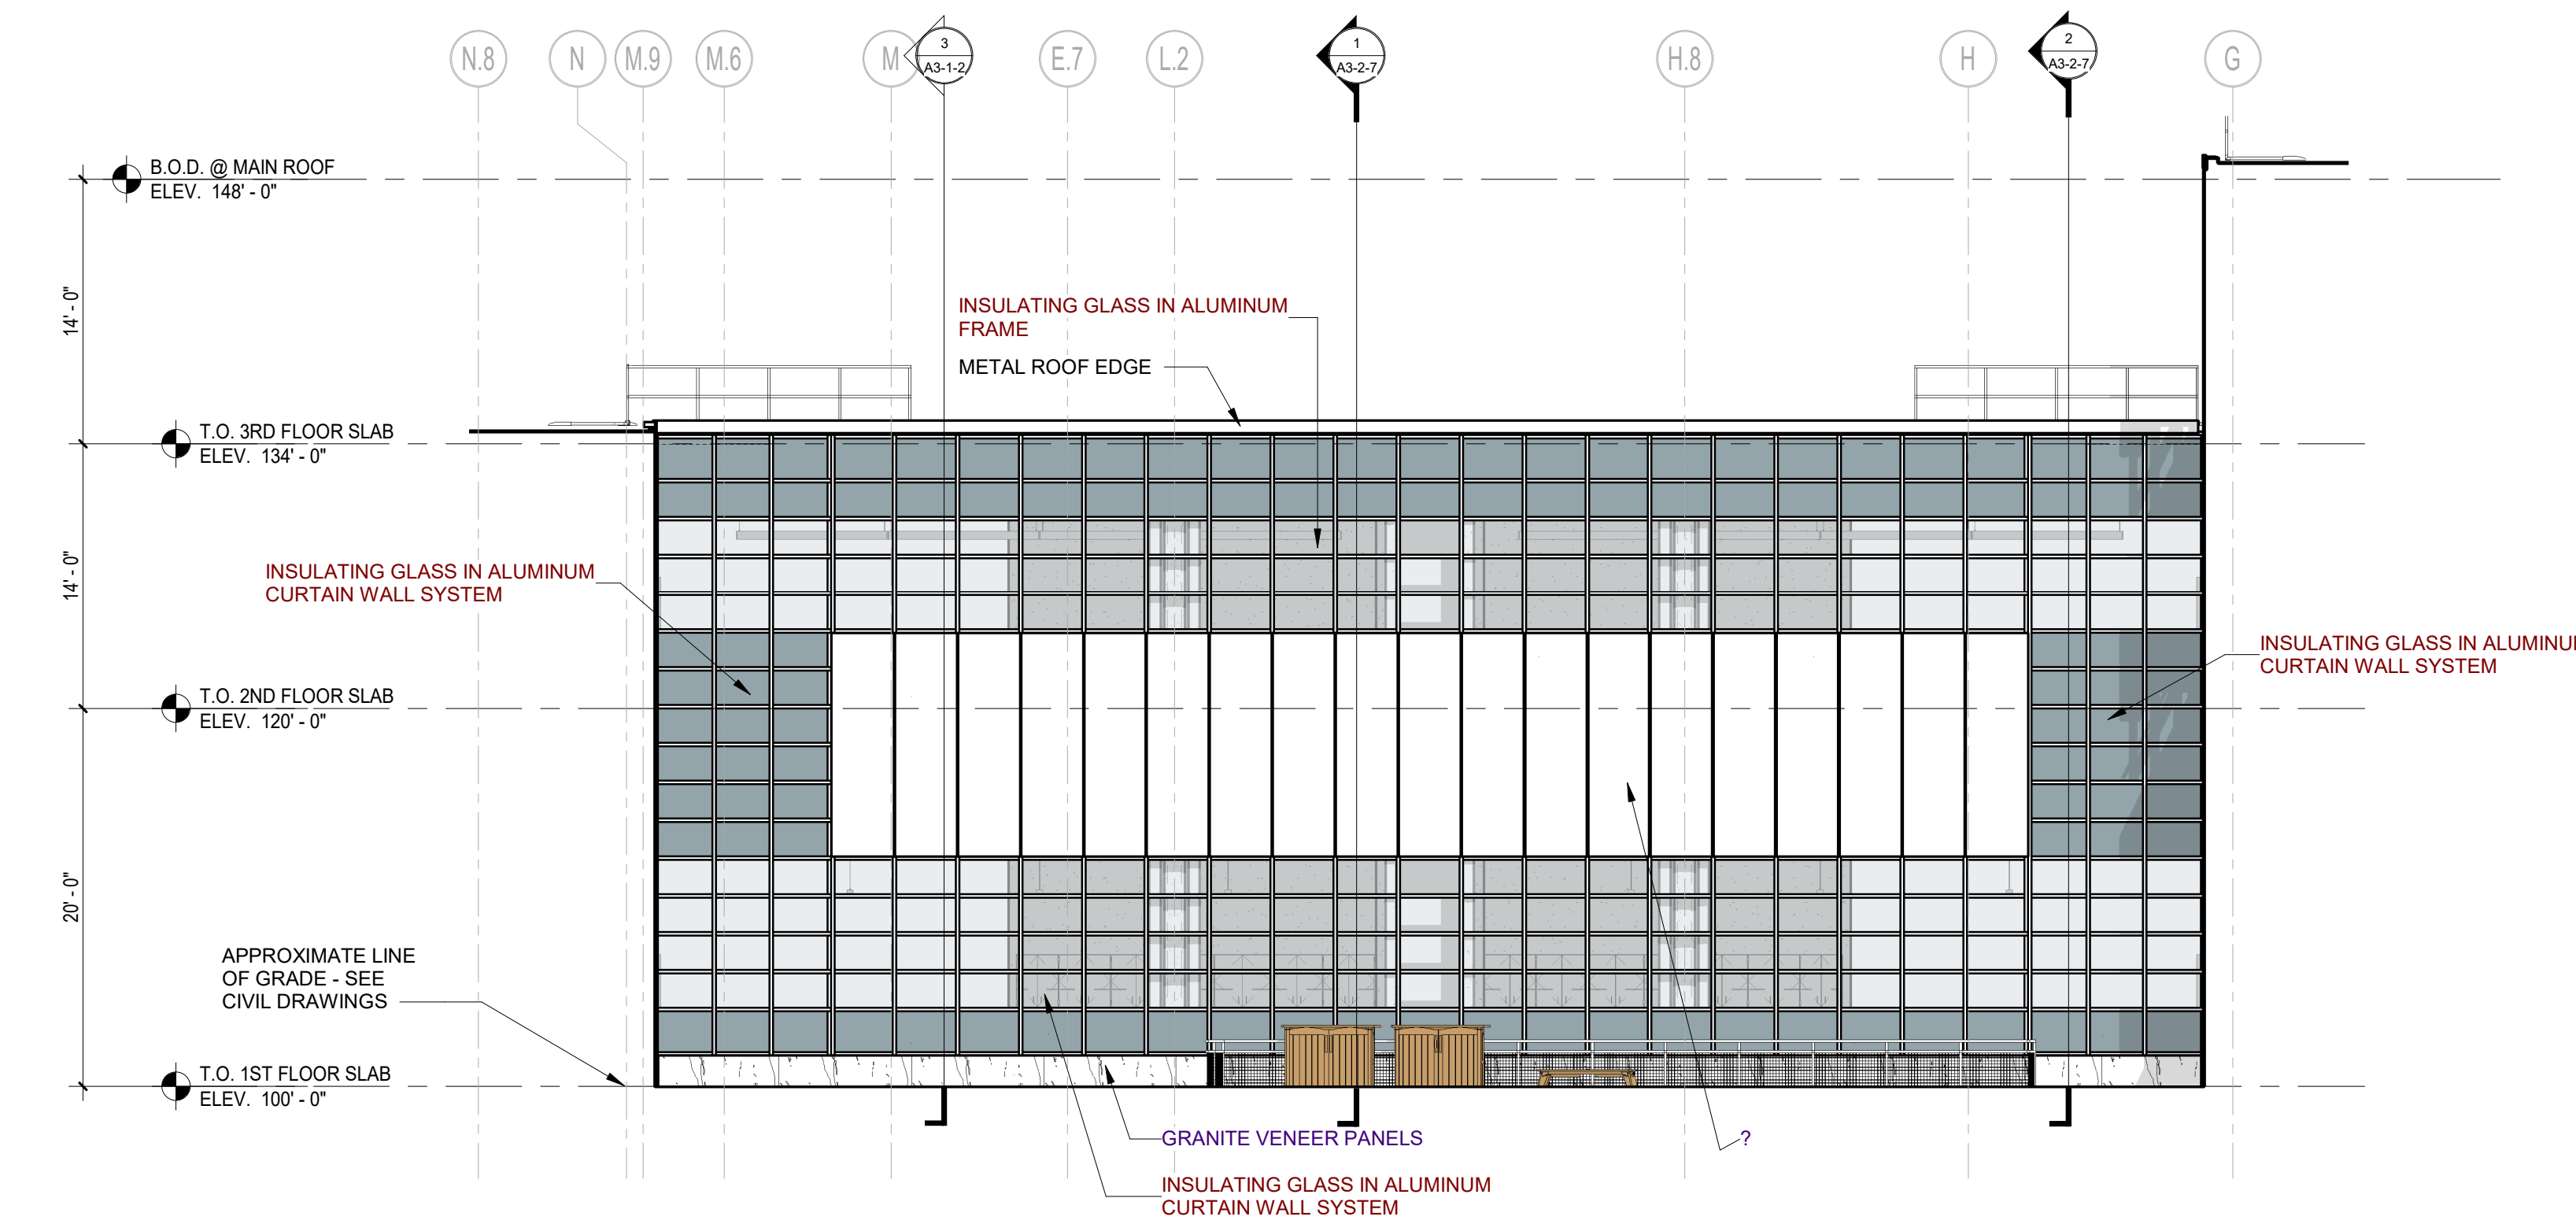 N.8
N
M.9
M.6
M
3
A3-1-2
E.7
L.2
1
A3-2-7
H.8
H
2
A3-2-7
G
B.O.D. @ MAIN ROOF
ELEV. 148' - 0"
14' - 0"
INSULATING GLASS IN ALUMINUM
FRAME
METAL ROOF EDGE
T.O. 3RD FLOOR SLAB
ELEV. 134' - 0"
14' - 0"
INSULATING GLASS IN ALUMINUM
CURTAIN WALL SYSTEM
INSULATING GLASS IN ALUMINU
CURTAIN WALL SYSTEM
T.O. 2ND FLOOR SLAB
ELEV. 120' - 0"
20' - 0"
APPROXIMATE LINE
OF GRADE - SEE
CIVIL DRAWINGS
T.O. 1ST FLOOR SLAB
ELEV. 100' - 0"
GRANITE VENEER PANELS
?
INSULATING GLASS IN ALUMINUM
CURTAIN WALL SYSTEM